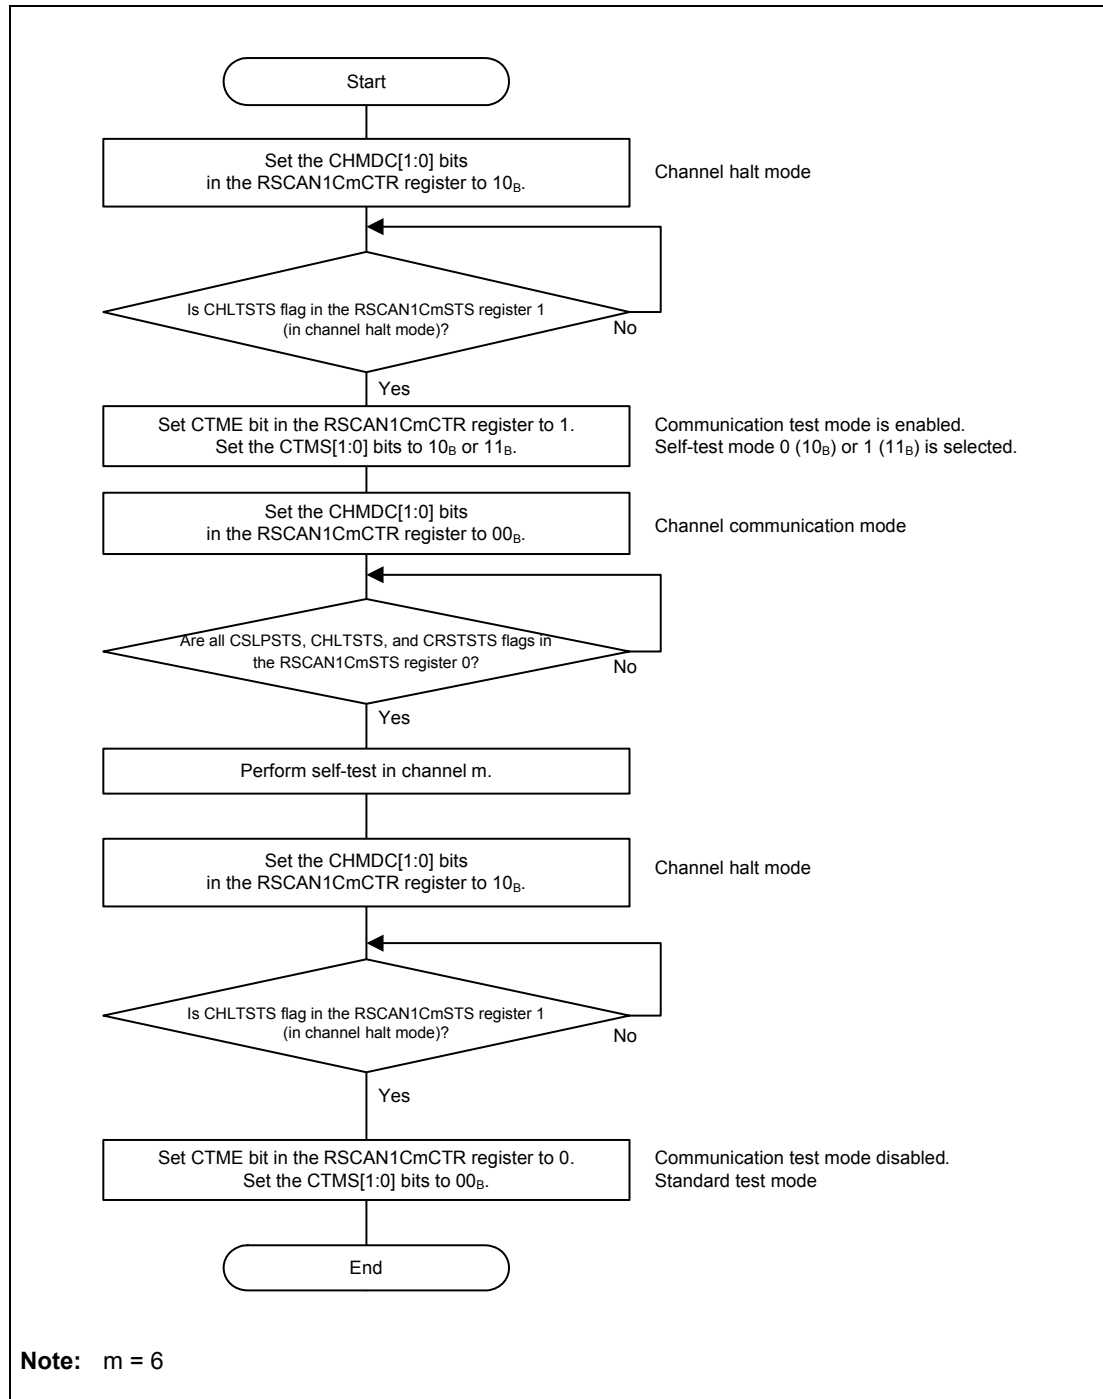 Start
Set the CHMDC[1:0] bits
in the RSCAN1CmCTR register to 10B.
Channel halt mode
Is CHLTSTS flag in the RSCAN1CmSTS register 1
(in channel halt mode)?
No
Yes
Set CTME bit in the RSCAN1CmCTR register to 1.
Set the CTMS[1:0] bits to 10B or 11B.
Communication test mode is enabled.
Self-test mode 0 (10B) or 1 (11B) is selected.
Set the CHMDC[1:0] bits
in the RSCAN1CmCTR register to 00B.
Channel communication mode
Are all CSLPSTS, CHLTSTS, and CRSTSTS flags in
the RSCAN1CmSTS register 0?
No
Yes
Perform self-test in channel m.
Set the CHMDC[1:0] bits
in the RSCAN1CmCTR register to 10B.
Channel halt mode
Is CHLTSTS flag in the RSCAN1CmSTS register 1
(in channel halt mode)?
No
Yes
Set CTME bit in the RSCAN1CmCTR register to 0.
Set the CTMS[1:0] bits to 00B.
Communication test mode disabled.
Standard test mode
End
Note: m = 6